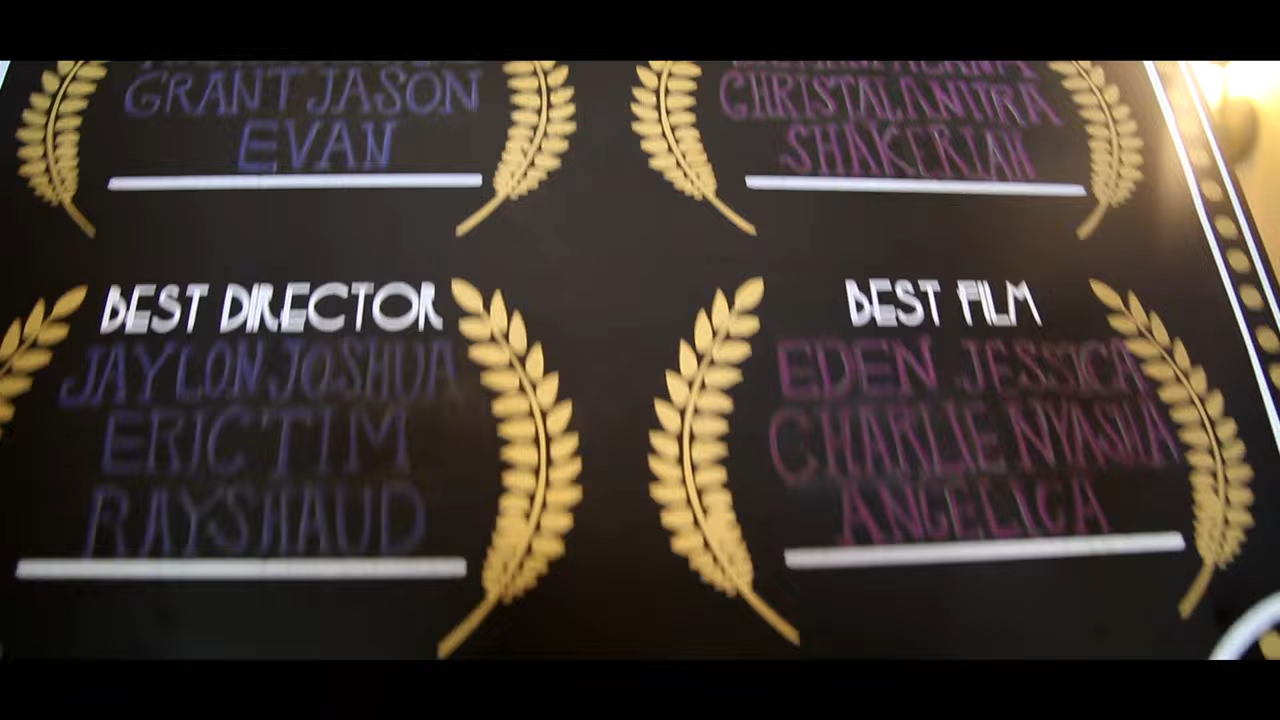 GRANT JASON
EVAN
CHRISTAL ANITRA
SHAKERIAH
BEST DIRECTOR
JAYLON JOSHUA
ERIC TIM
RAYSHAUD
BEST FILM
EDEN JESSICA
CHARLIE NYASIA
ANGELICA